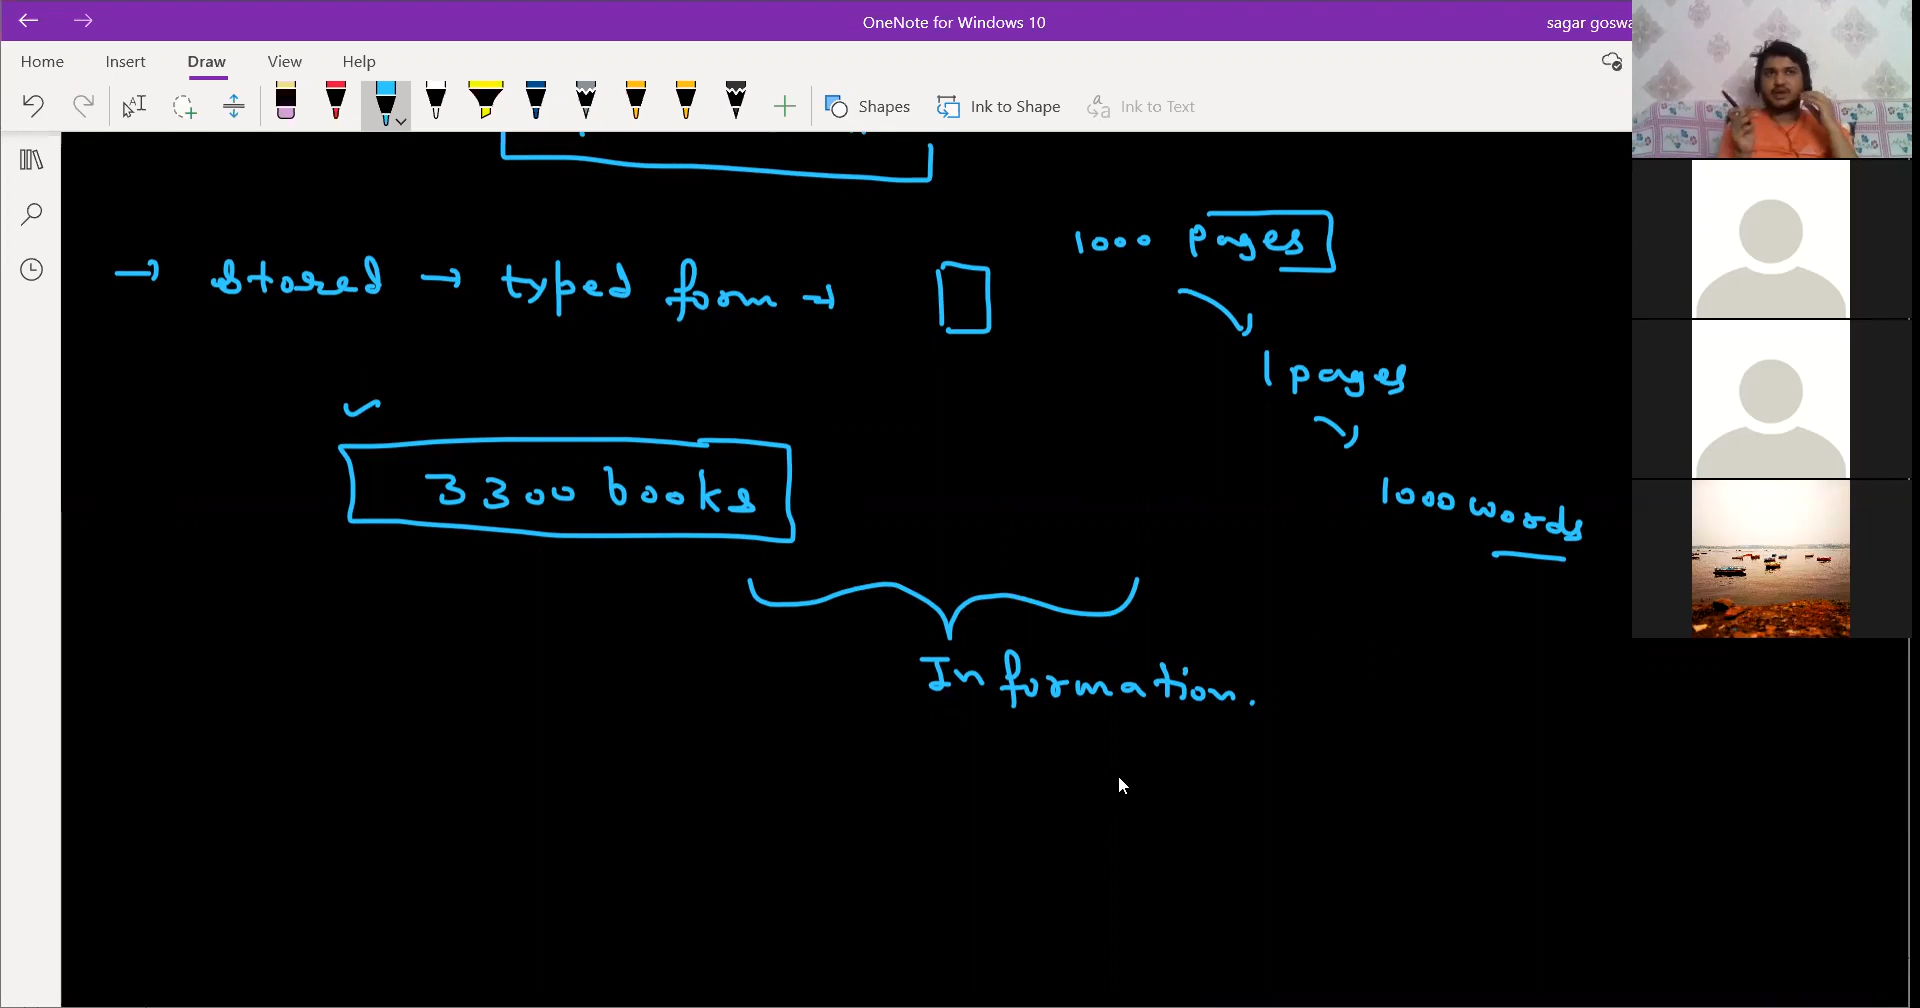 OneNote for Windows 10
sagar goswa
Home Insert Draw View Help
Shapes Ink to Shape Ink to Text
1000 pages
→ stored → typed form →
1 pages
3300 books
1000 words
Information.